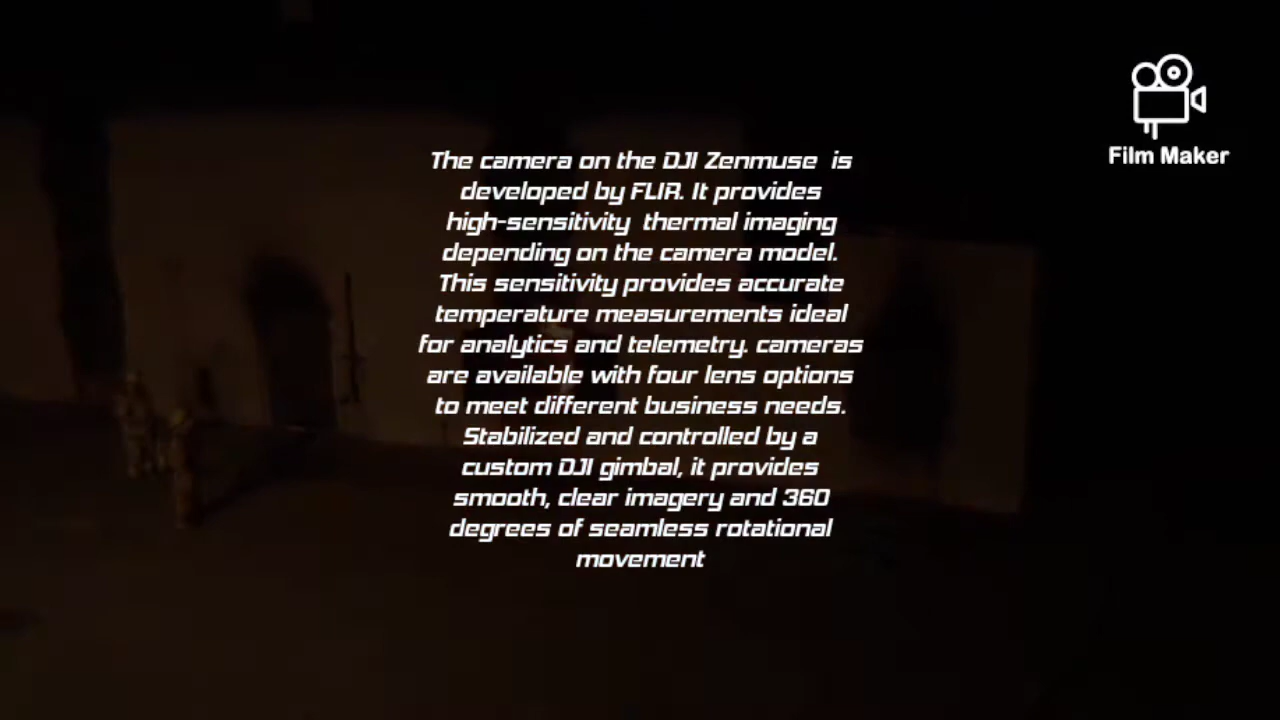 Film Maker
The camera on the DJI Zenmuse is
developed by FLIR. It provides
high-sensitivity thermal imaging
depending on the camera model.
This sensitivity provides accurate
temperature measurements ideal
for analytics and telemetry. cameras
are available with four lens options
to meet different business needs.
Stabilized and controlled by a
custom DJI gimbal, it provides
smooth, clear imagery and 360
degrees of seamless rotational
movement